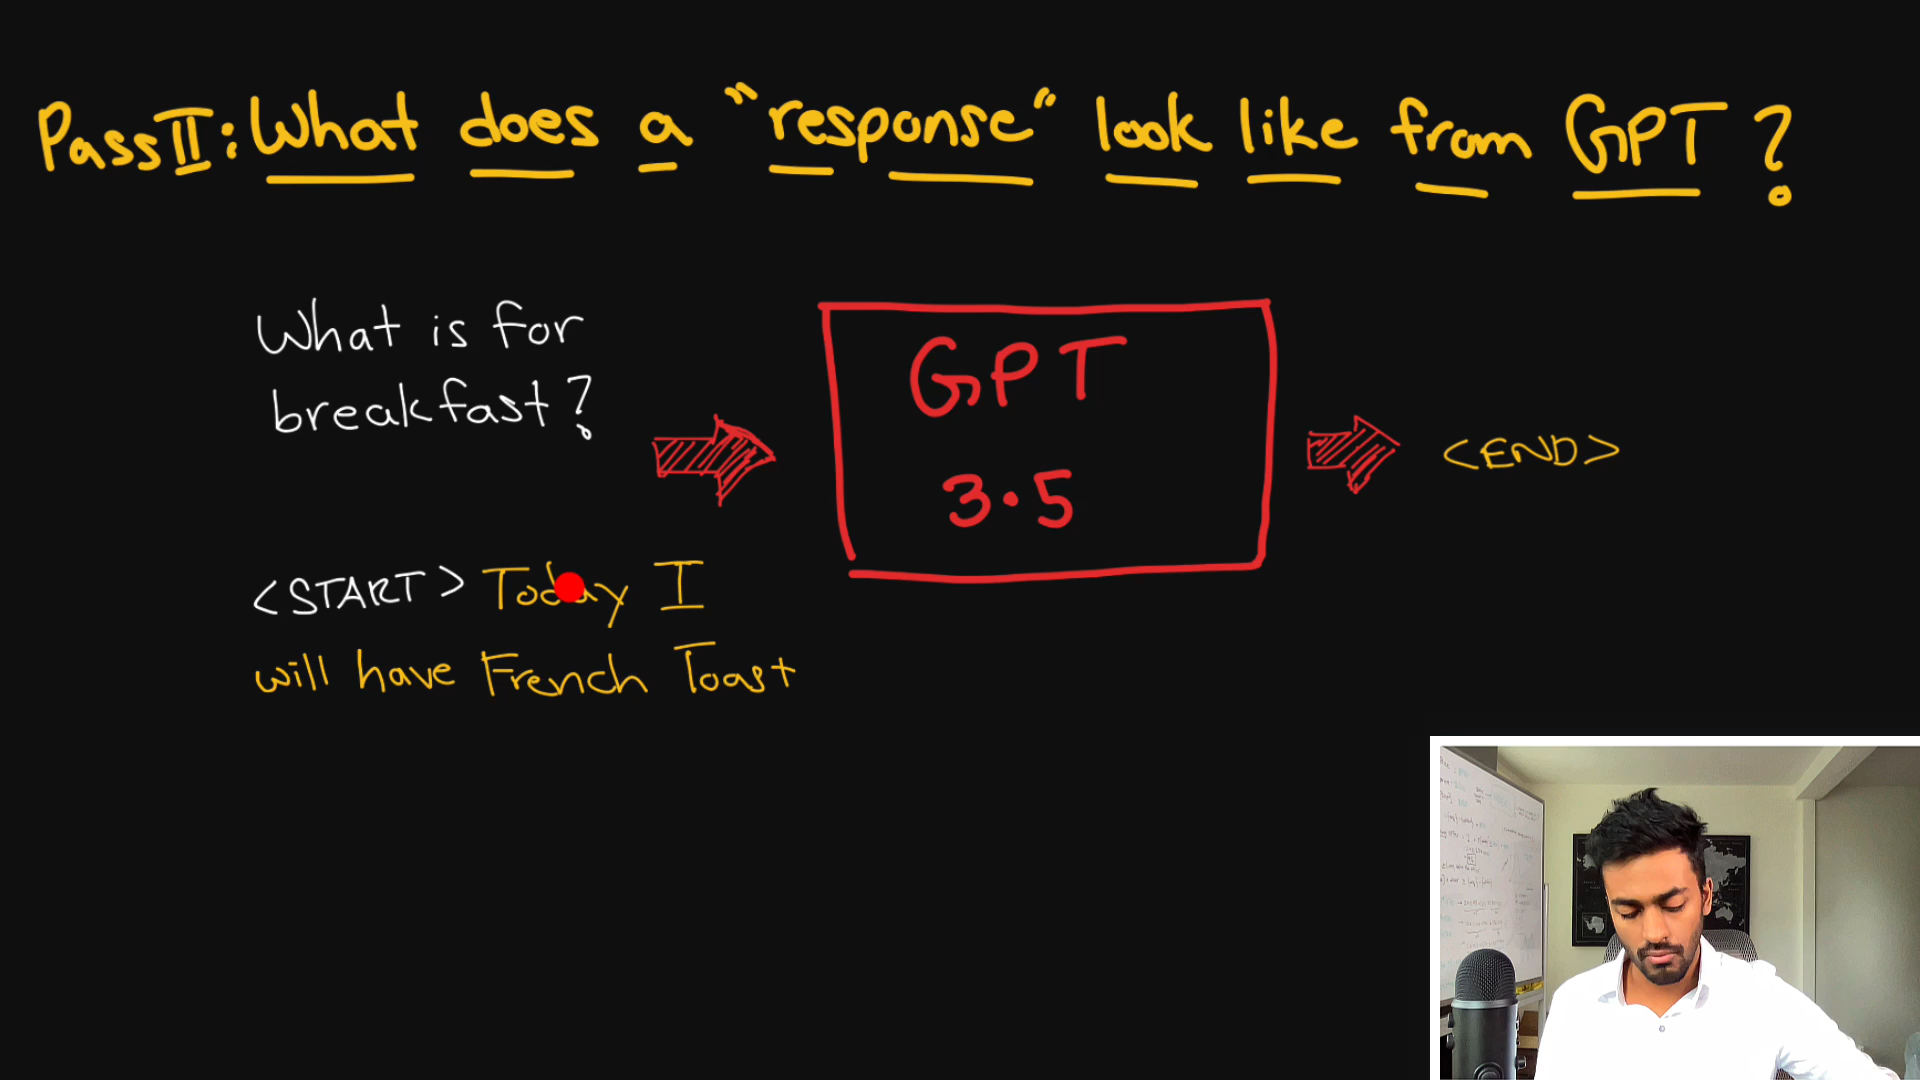 Pass II: What does a "response" look like from GPT?
What is for
breakfast?
GPT
3.5
<END>
<START> Today I
will have French Toast